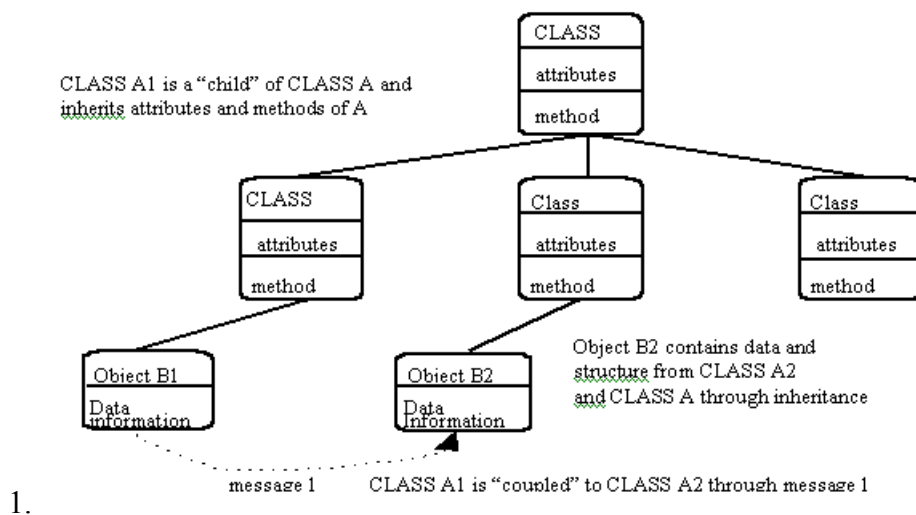 CLASS
attributes
method
CLASS A1 is a “child” of CLASS A and
inherits attributes and methods of A
CLASS
attributes
method
Class
attributes
method
Class
attributes
method
Object B1
Data
information
Object B2
Data
Information
Object B2 contains data and
structure from CLASS A2
and CLASS A through inheritance
message 1
CLASS A1 is “coupled” to CLASS A2 through message 1
1.